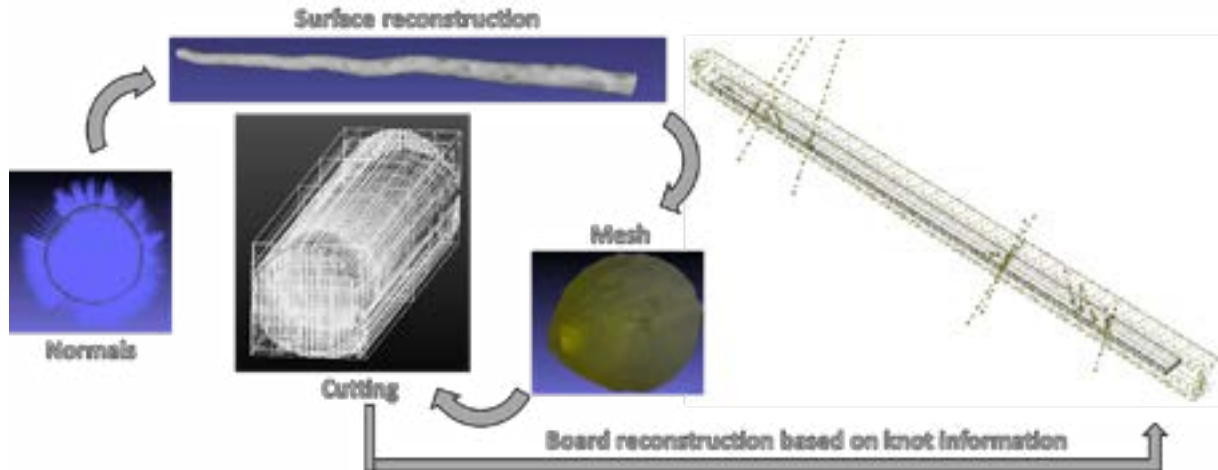 Surface reconstruction
Mesh
Normals
Cutting
Board reconstruction based on knot information